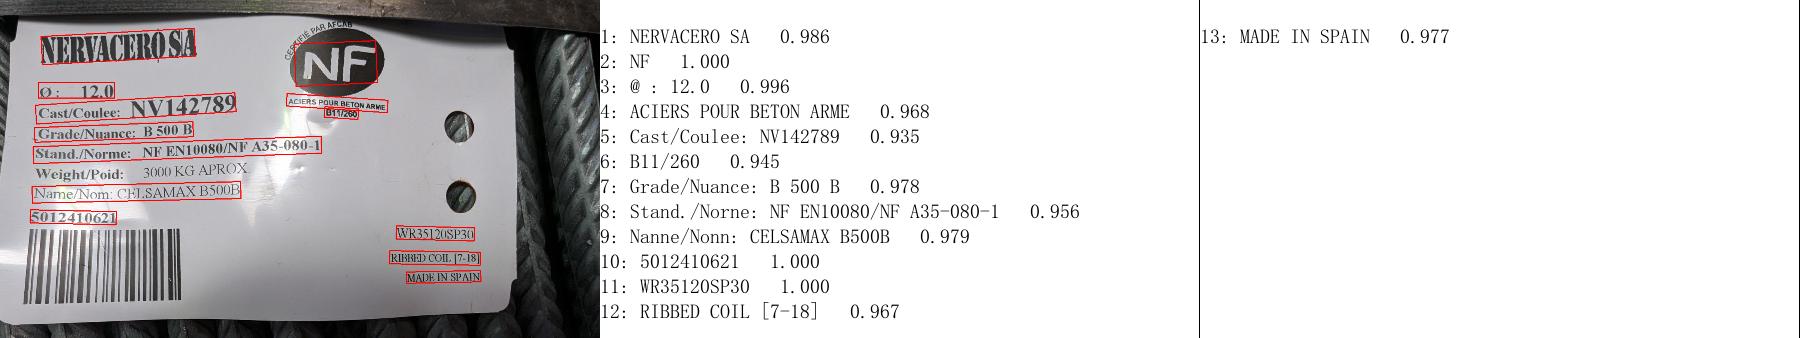 NERVACERO SA
CERTIFIÉ PAR AFCAB
NF
ACIERS POUR BETON ARME
B11/260
Ø : 12.0
Cast/Coulee: NV142789
Grade/Nuance: B 500 B
Stand./Norme: NF EN10080/NF A35-080-1
Weight/Poid: 3000 KG APROX.
Name/Nom: CELSAMAX B500B
5012410621
WR35120SP30
RIBBED COIL [7-18]
MADE IN SPAIN
1: NERVACERO SA 0.986
2: NF 1.000
3: @ : 12.0 0.996
4: ACIERS POUR BETON ARME 0.968
5: Cast/Coulee: NV142789 0.935
6: B11/260 0.945
7: Grade/Nuance: B 500 B 0.978
8: Stand./Norne: NF EN10080/NF A35-080-1 0.956
9: Nanne/Nonn: CELSAMAX B500B 0.979
10: 5012410621 1.000
11: WR35120SP30 1.000
12: RIBBED COIL [7-18] 0.967
13: MADE IN SPAIN 0.977